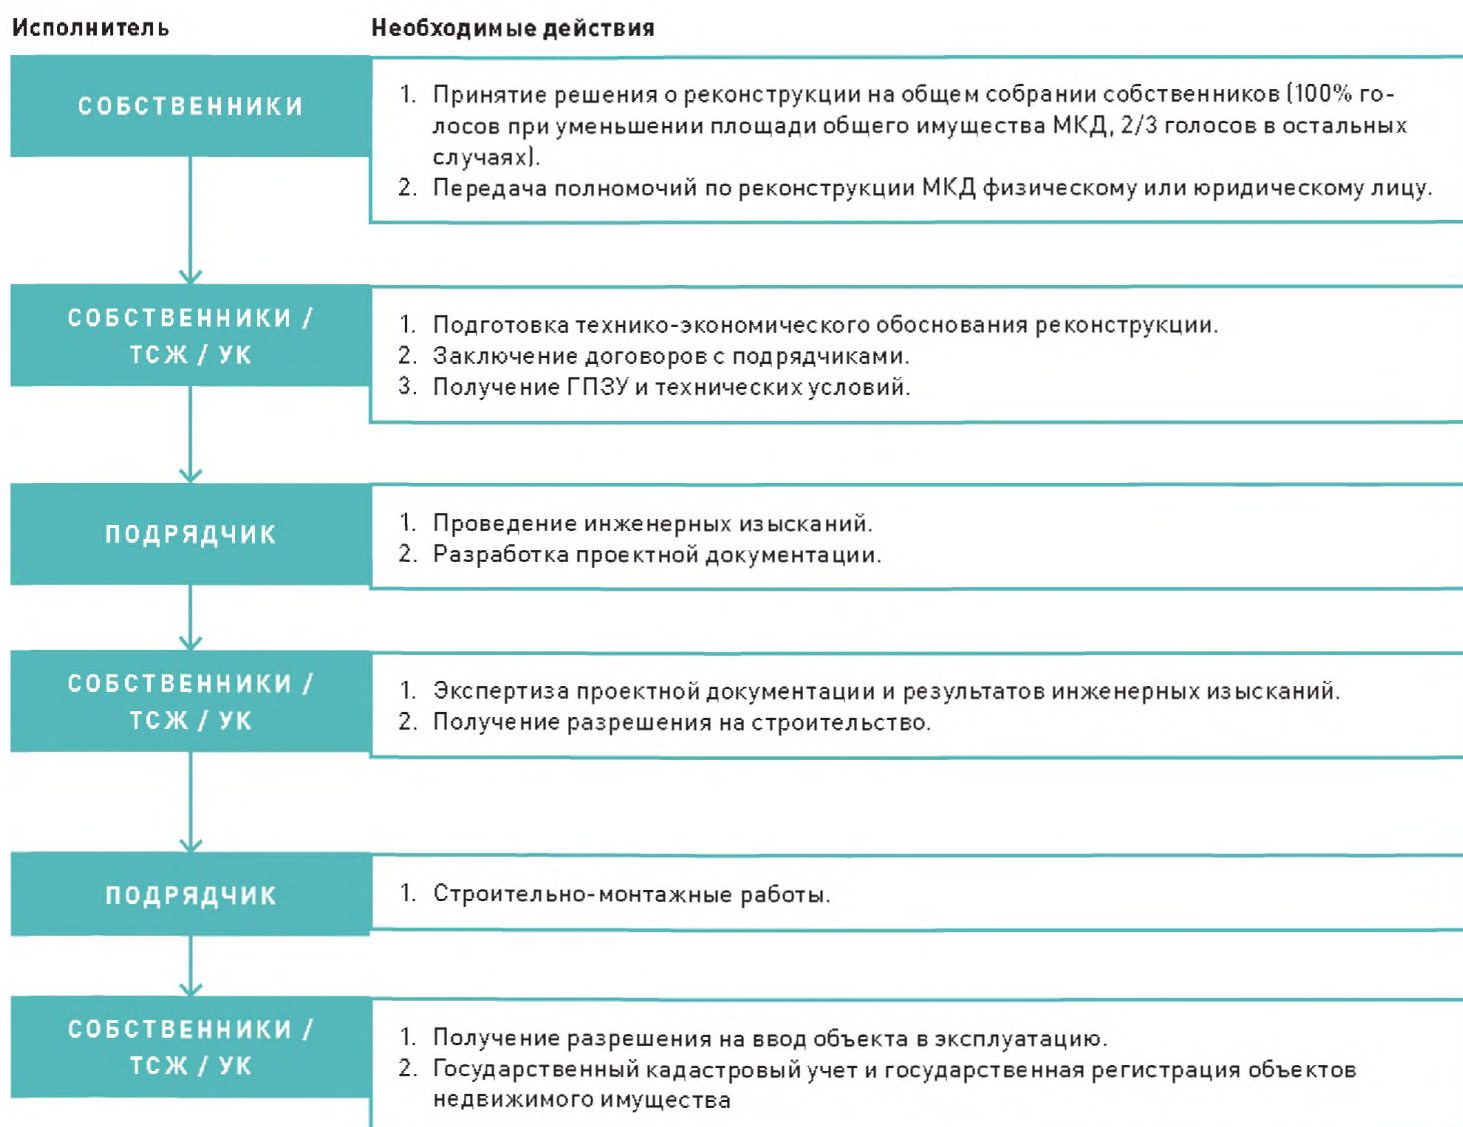 Исполнитель
Необходимые действия
СОБСТВЕННИКИ
1. Принятие решения о реконструкции на общем собрании собственников (100% го-
лосов при уменьшении площади общего имущества МКД, 2/3 голосов в остальных
случаях).
2. Передача полномочий по реконструкции МКД физическому или юридическому лицу.
СОБСТВЕННИКИ /
ТСЖ / УК
1. Подготовка технико-экономического обоснования реконструкции.
2. Заключение договоров с подрядчиками.
3. Получение ГПЗУ и технических условий.
ПОДРЯДЧИК
1. Проведение инженерных изысканий.
2. Разработка проектной документации.
СОБСТВЕННИКИ /
ТСЖ / УК
1. Экспертиза проектной документации и результатов инженерных изысканий.
2. Получение разрешения на строительство.
ПОДРЯДЧИК
1. Строительно-монтажные работы.
СОБСТВЕННИКИ /
ТСЖ / УК
1. Получение разрешения на ввод объекта в эксплуатацию.
2. Государственный кадастровый учет и государственная регистрация объектов
недвижимого имущества